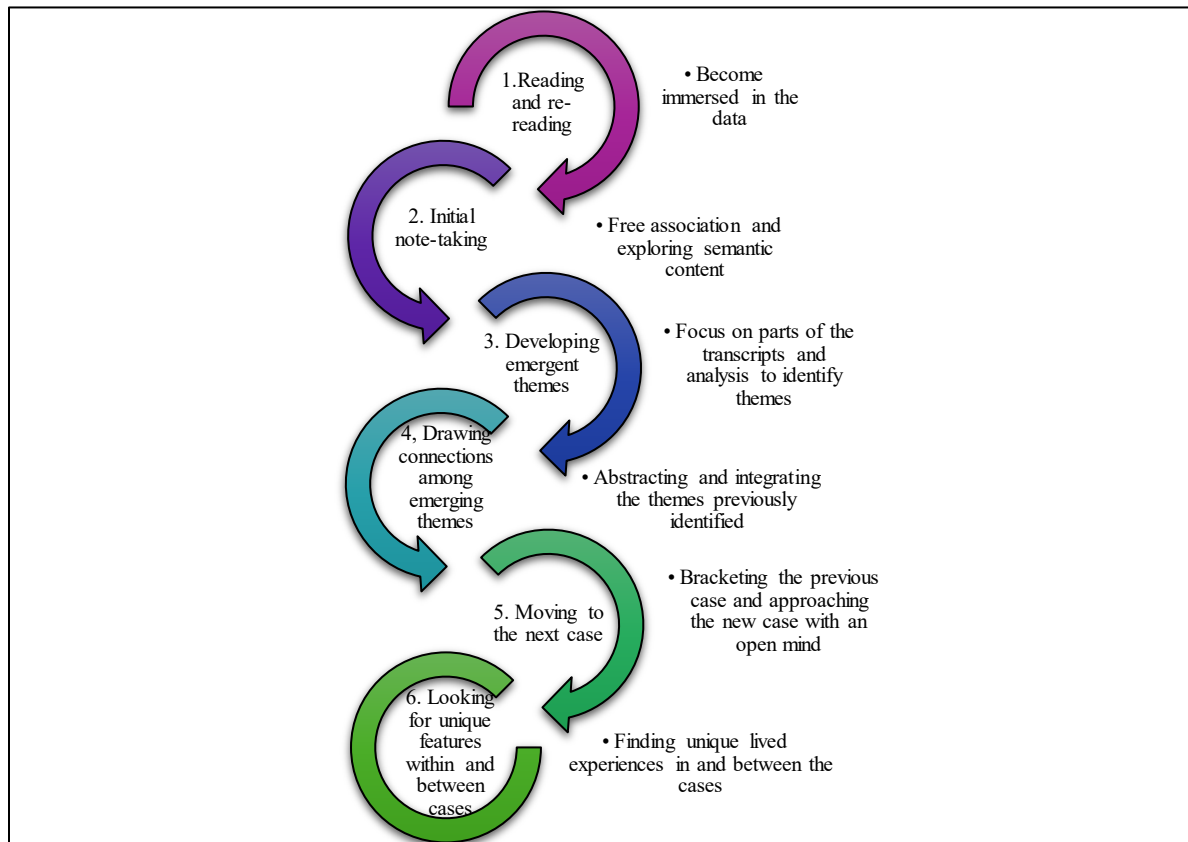 1.Reading
and re-
reading
• Become
immersed in the
data
2. Initial
note-taking
• Free association and
exploring semantic
content
3. Developing
emergent
themes
• Focus on parts of the
transcripts and
analysis to identify
themes
4, Drawing
connections
among
emerging
themes
• Abstracting and integrating
the themes previously
identified
5. Moving to
the next case
• Bracketing the previous
case and approaching
the new case with an
open mind
6. Looking
for unique
features
within and
between
cases
• Finding unique lived
experiences in and between the
cases